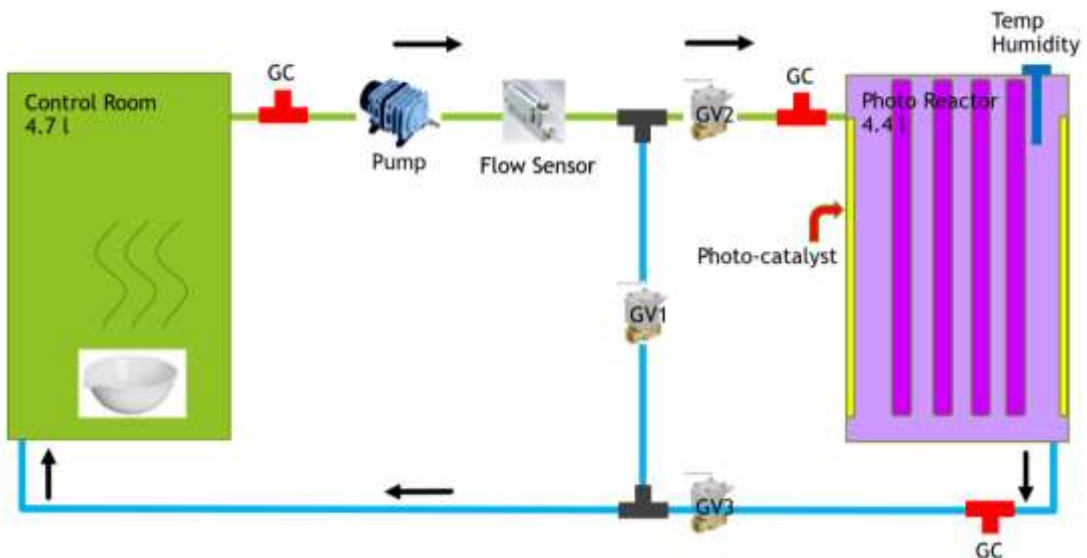 Temp
Humidity
GC
GC
Control Room
4.7 l
Photo Reactor
4.4 l
GV2
Pump
Flow Sensor
Photo-catalyst
GV1
GV3
GC